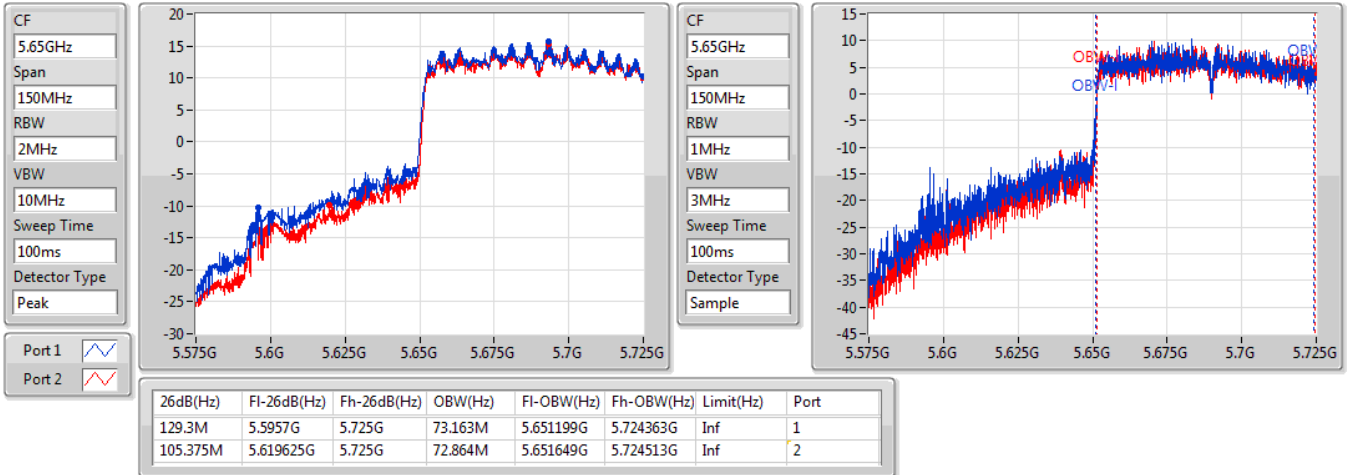 CF
5.65GHz
Span
150MHz
RBW
2MHz
VBW
10MHz
Sweep Time
100ms
Detector Type
Peak
Port 1
Port 2
20
15
10
5
0
-5
-10
-15
-20
-25
-30
5.575G 5.6G 5.625G 5.65G 5.675G 5.7G 5.725G
CF
5.65GHz
Span
150MHz
RBW
1MHz
VBW
3MHz
Sweep Time
100ms
Detector Type
Sample
15
10
5
0
-5
-10
-15
-20
-25
-30
-35
-40
-45
OBW
5.575G 5.6G 5.625G 5.65G 5.675G 5.7G 5.725G
26dB(Hz) Fl-26dB(Hz) Fh-26dB(Hz) OBW(Hz) Fl-OBW(Hz) Fh-OBW(Hz) Limit(Hz) Port
129.3M 5.5957G 5.725G 73.163M 5.651199G 5.724363G Inf 1
105.375M 5.619625G 5.725G 72.864M 5.651649G 5.724513G Inf 2